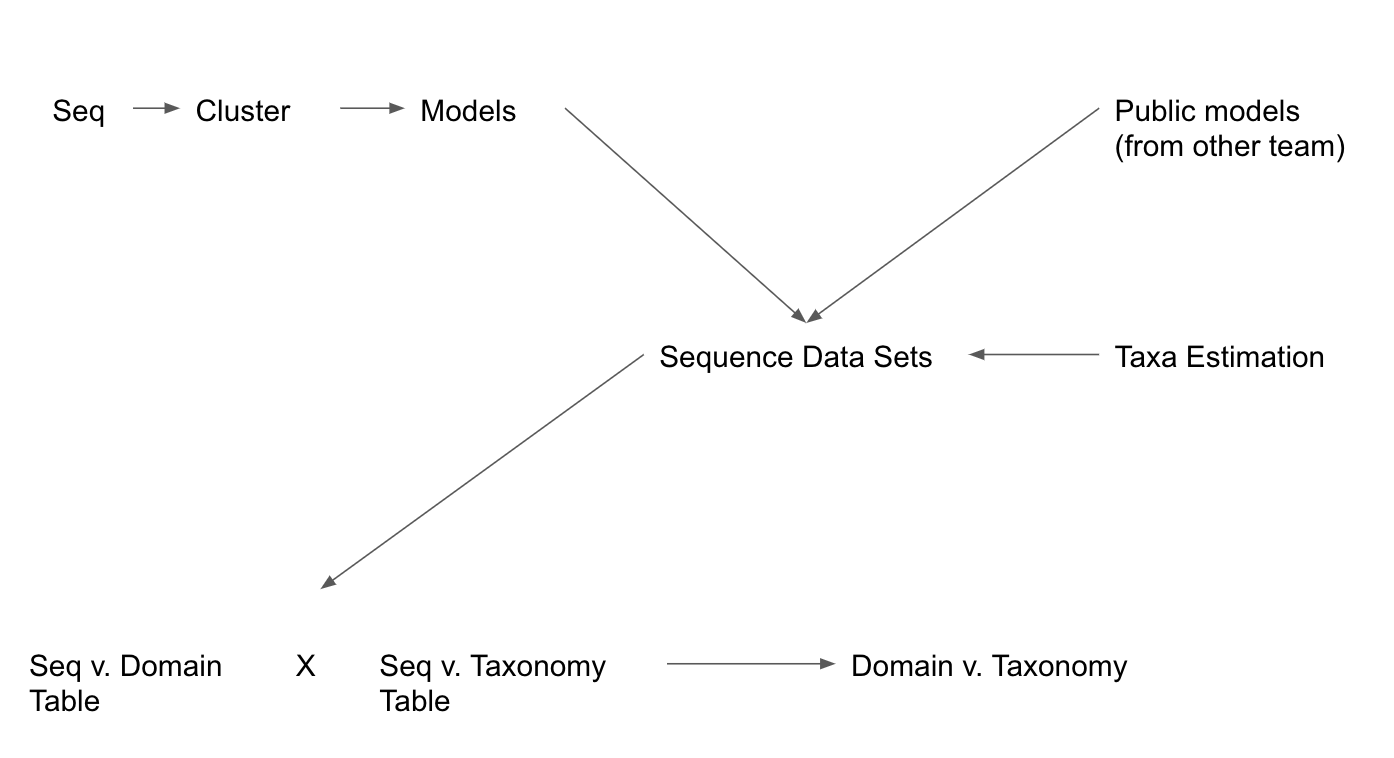 Seq
Cluster
Models
Public models
(from other team)
Sequence Data Sets
Taxa Estimation
Seq v. Domain
Table
X
Seq v. Taxonomy
Table
Domain v. Taxonomy